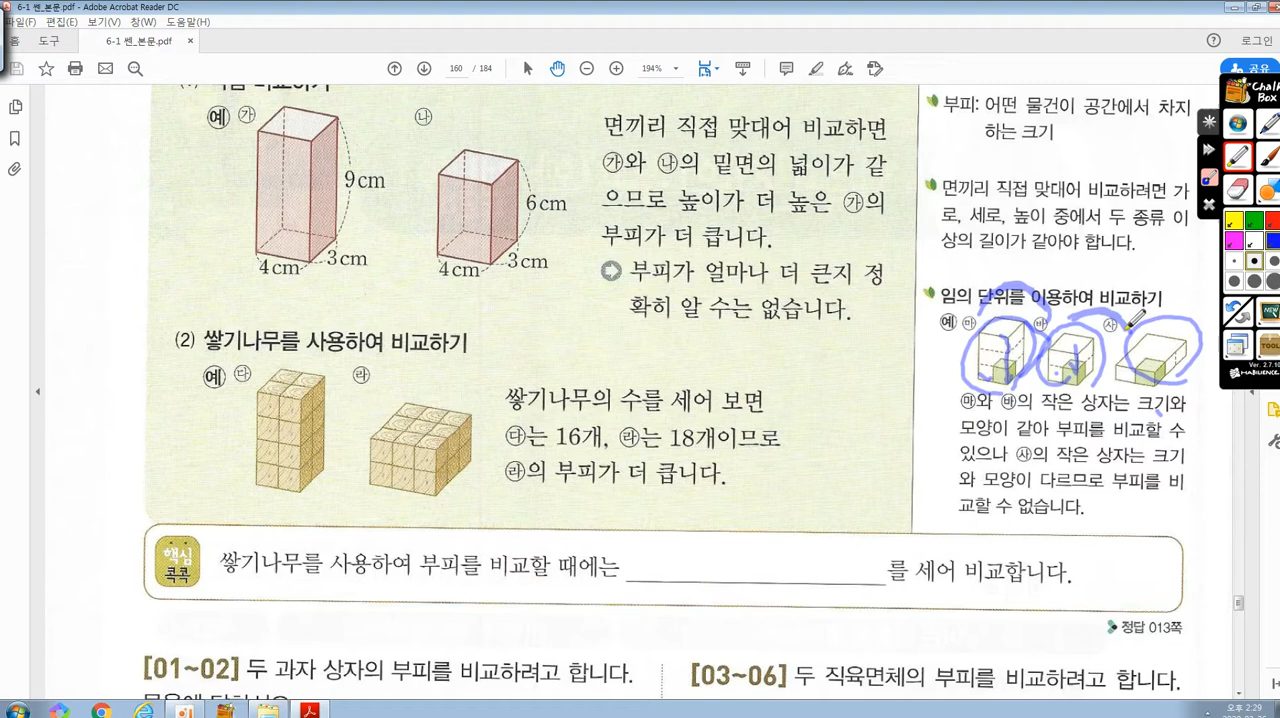 6-1 쎈_본문.pdf - Adobe Acrobat Reader DC
파일(F) 편집(E) 보기(V) 창(W) 도움말(H)
홈 도구 6-1 쎈_본문.pdf × 로그인
160 / 184 194% 공유
Chalk Box
예 가 나
9cm
6cm
4cm 3cm 4cm 3cm
면끼리 직접 맞대어 비교하면
㉮와 ㉯의 밑면의 넓이가 같
으므로 높이가 더 높은 ㉮의
부피가 더 큽니다.
부피가 얼마나 더 큰지 정
확히 알 수는 없습니다.
(2) 쌓기나무를 사용하여 비교하기
예 ㉰ ㉱
쌓기나무의 수를 세어 보면
㉰는 16개, ㉱는 18개이므로
㉱의 부피가 더 큽니다.
부피: 어떤 물건이 공간에서 차지
하는 크기
면끼리 직접 맞대어 비교하려면 가
로, 세로, 높이 중에서 두 종류 이
상의 길이가 같아야 합니다.
임의 단위를 이용하여 비교하기
예 ㉲ ㉳ ㉴
㉲와 ㉳의 작은 상자는 크기와
모양이 같아 부피를 비교할 수
있으나 ㉴의 작은 상자는 크기
와 모양이 다르므로 부피를 비
교할 수 없습니다.
핵심
콕콕
쌓기나무를 사용하여 부피를 비교할 때에는 를 세어 비교합니다.
정답 013쪽
[01~02] 두 과자 상자의 부피를 비교하려고 합니다.
[03~06] 두 직육면체의 부피를 비교하려고 합니다.
NEW
TOOL
Ver. 2.7.10
HABILIENCE
오후 2:29